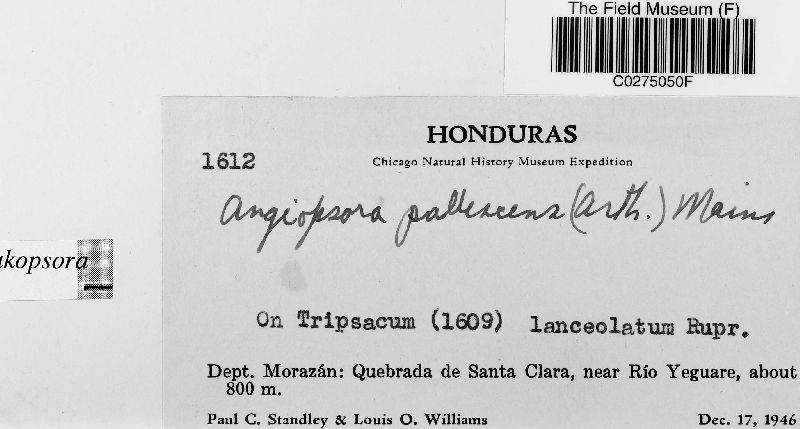 The Field Museum (F)
C0275050F
HONDURAS
1612
Chicago Natural History Museum Expedition
Angiopsora pallescens (Arth.) Mains
akopsora
On Tripsacum (1609) lanceolatum Rupr.
Dept. Morazán: Quebrada de Santa Clara, near Río Yeguare, about
800 m.
Paul C. Standley & Louis O. Williams
Dec. 17, 1946